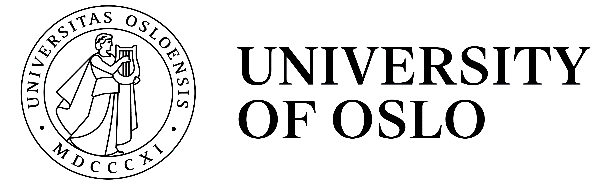 UNIVERSITAS OSLOENSIS
MDCCCXI
UNIVERSITY
OF OSLO